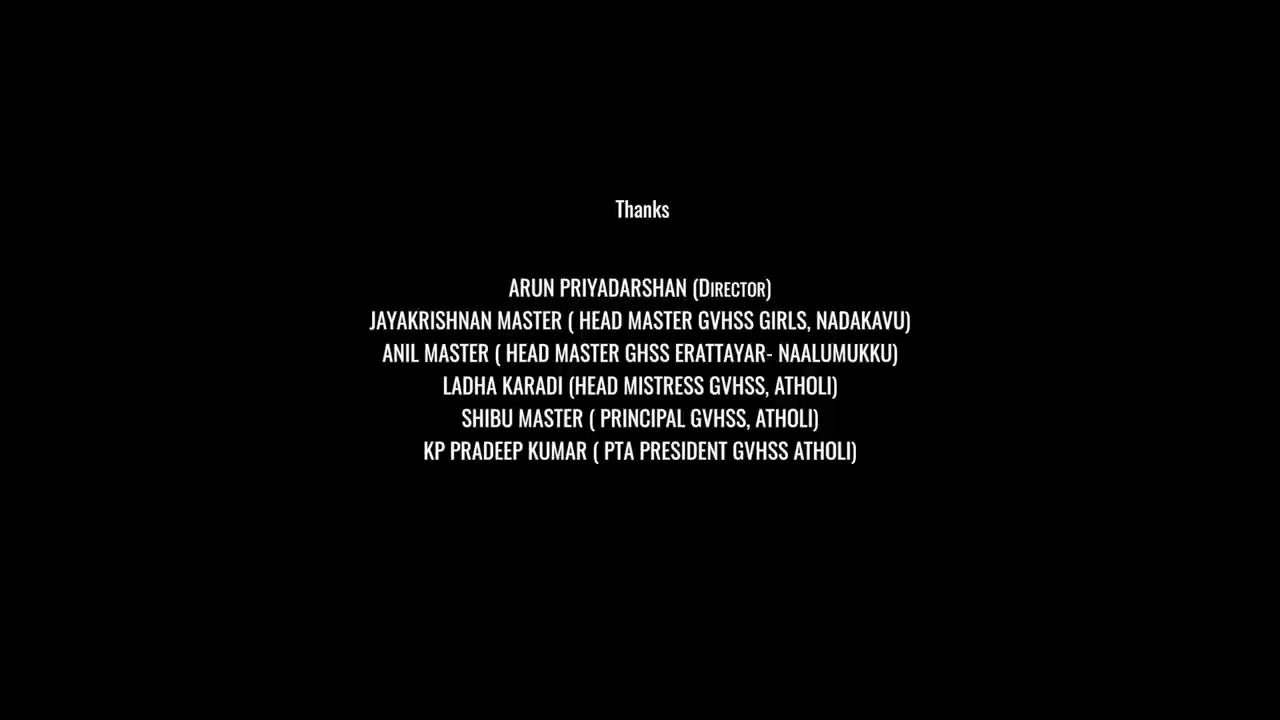 Thanks
ARUN PRIYADARSHAN (DIRECTOR)
JAYAKRISHNAN MASTER ( HEAD MASTER GVHSS GIRLS, NADAKAVU)
ANIL MASTER ( HEAD MASTER GHSS ERATTAYAR- NAALUMUKKU)
LADHA KARADI (HEAD MISTRESS GVHSS, ATHOLI)
SHIBU MASTER ( PRINCIPAL GVHSS, ATHOLI)
KP PRADEEP KUMAR ( PTA PRESIDENT GVHSS ATHOLI)